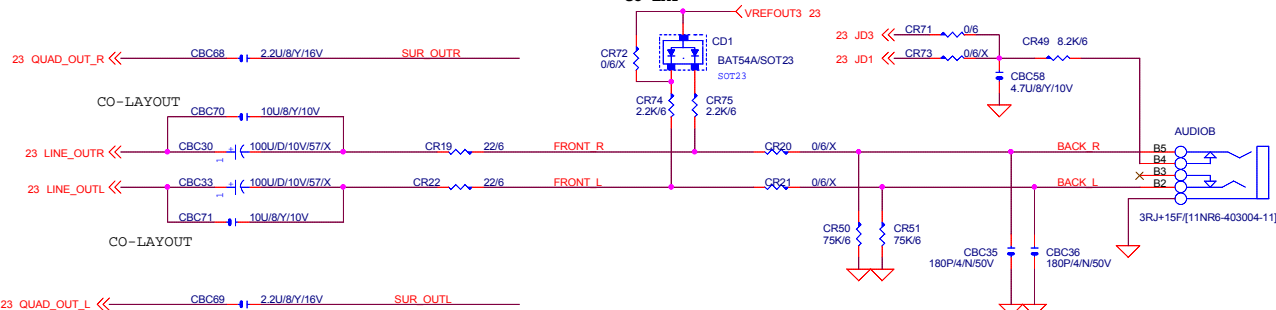 VREFOUT3 23
CR72
0/6/X
CD1
BAT54A/SOT23
SOT23
23 JD3
CR71
0/6
23 JD1
CR73
0/6/X
CR49 8.2K/6
CBC58
4.7U/8/Y/10V
23 QUAD_OUT_R
CBC68
2.2U/8/Y/16V
SUR_OUTR
CO-LAYOUT
CBC70
10U/8/Y/10V
CR74
2.2K/6
CR75
2.2K/6
AUDIOB
23 LINE_OUTR
CBC30
1
+
100U/D/10V/57/X
CR19
22/6
FRONT_R
CR20
0/6/X
BACK_R
B5
B4
B3
B2
23 LINE_OUTL
CBC33
1
+
100U/D/10V/57/X
CR22
22/6
FRONT_L
CR21
0/6/X
BACK_L
CBC71
10U/8/Y/10V
CO-LAYOUT
3RJ+15F/[11NR6-403004-11]
CR50
75K/6
CR51
75K/6
CBC35
180P/4/N/50V
CBC36
180P/4/N/50V
23 QUAD_OUT_L
CBC69
2.2U/8/Y/16V
SUR_OUTL